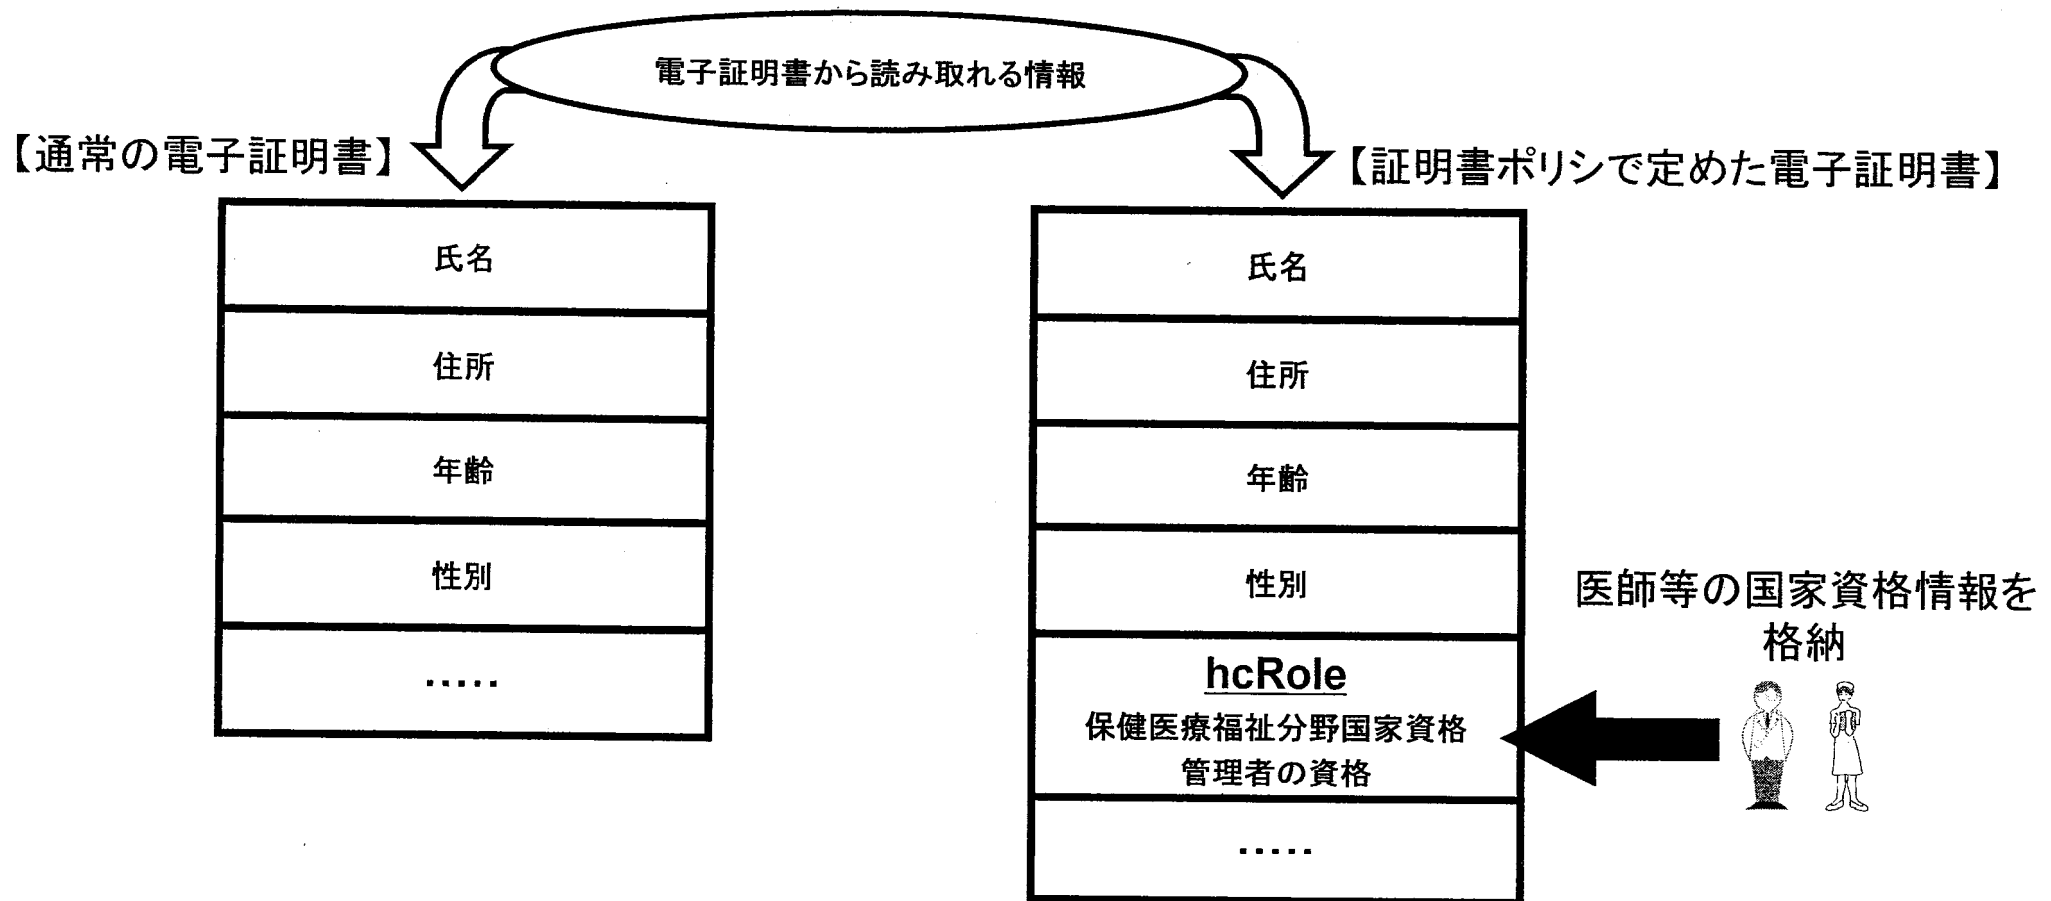 電子証明書から読み取れる情報
【通常の電子証明書】
【証明書ポリシで定めた電子証明書】
氏名
住所
年齢
性別
.....
氏名
住所
年齢
性別
hcRole
保健医療福祉分野国家資格
管理者の資格
.....
医師等の国家資格情報を
格納